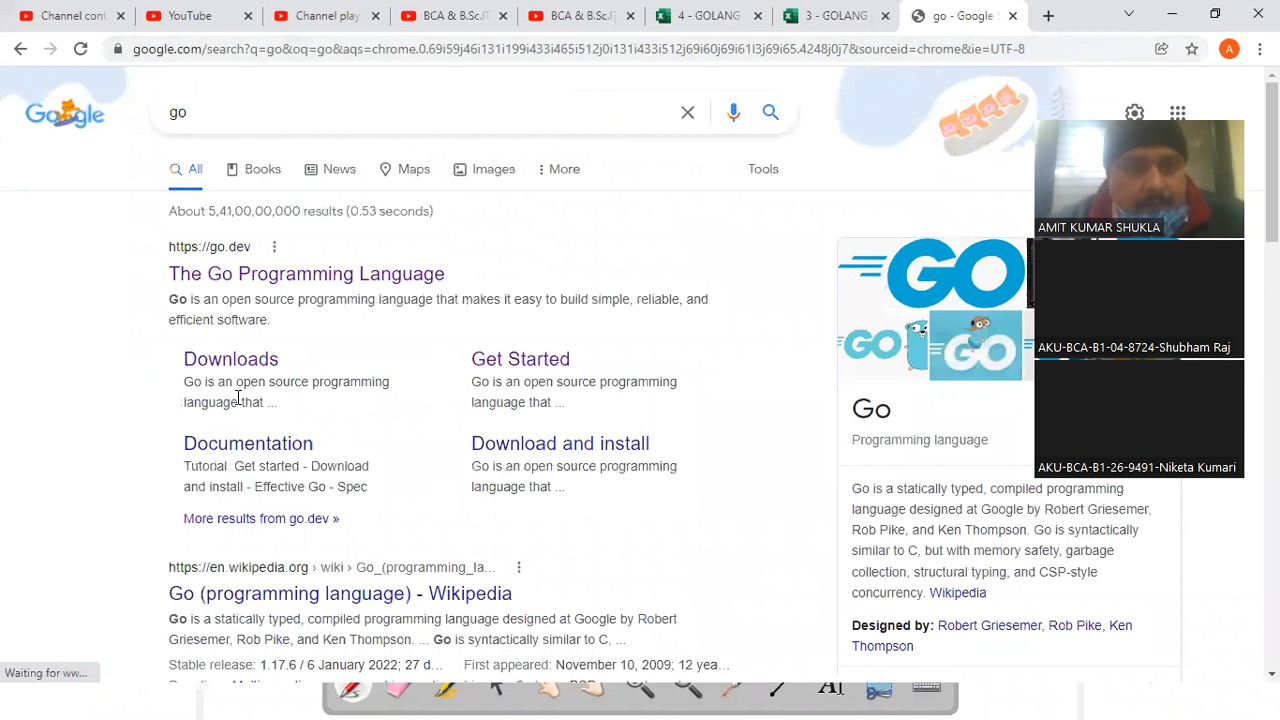 Channel cont
YouTube
Channel play
BCA & B.Sc.IT
BCA & B.Sc.IT
4 - GOLANG
3 - GOLANG
go - Google S
google.com/search?q=go&oq=go&aqs=chrome.0.69i59j46i131i199i433i465i512j0i131i433i512j69i60j69i61l3j69i65.4248j0j7&sourceid=chrome&ie=UTF-8
A
Google
go
All
Books
News
Maps
Images
More
Tools
About 5,41,00,00,000 results (0.53 seconds)
https://go.dev
The Go Programming Language
Go is an open source programming language that makes it easy to build simple, reliable, and
efficient software.
Downloads
Go is an open source programming
language that ...
Get Started
Go is an open source programming
language that ...
Documentation
Tutorial: Get started - Download
and install - Effective Go - Spec
Download and install
Go is an open source programming
language that ...
More results from go.dev »
https://en.wikipedia.org › wiki › Go_(programming_la...
Go (programming language) - Wikipedia
Go is a statically typed, compiled programming language designed at Google by Robert
Griesemer, Rob Pike, and Ken Thompson. ... Go is syntactically similar to C, ...
Stable release: 1.17.6 / 6 January 2022; 27 d...
First appeared: November 10, 2009; 12 yea...
GO
GO
GO
Go
Programming language
Go is a statically typed, compiled programming
language designed at Google by Robert Griesemer,
Rob Pike, and Ken Thompson. Go is syntactically
similar to C, but with memory safety, garbage
collection, structural typing, and CSP-style
concurrency. Wikipedia
Designed by: Robert Griesemer, Rob Pike, Ken
Thompson
AMIT KUMAR SHUKLA
AKU-BCA-B1-04-8724-Shubham Raj
AKU-BCA-B1-26-9491-Niketa Kumari
Waiting for ww...